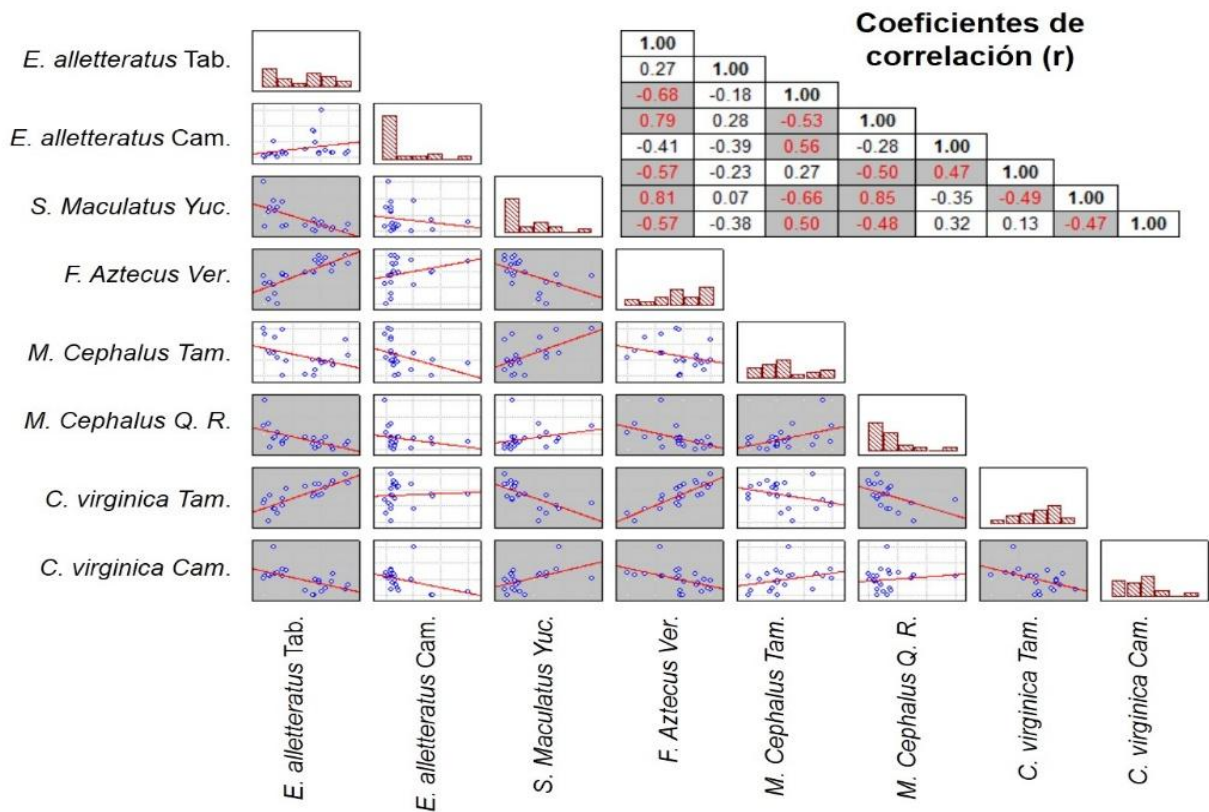 Coeficientes de
correlación (r)
E. alletteratus Tab.
E. alletteratus Cam.
S. Maculatus Yuc.
F. Aztecus Ver.
M. Cephalus Tam.
M. Cephalus Q. R.
C. virginica Tam.
C. virginica Cam.
1.00
0.27 1.00
-0.68 -0.18 1.00
0.79 0.28 -0.53 1.00
-0.41 -0.39 0.56 -0.28 1.00
-0.57 -0.23 0.27 -0.50 0.47 1.00
0.81 0.07 -0.66 0.85 -0.35 -0.49 1.00
-0.57 -0.38 0.50 -0.48 0.32 0.13 -0.47 1.00
E. alletteratus Tab.
E. alletteratus Cam.
S. Maculatus Yuc.
F. Aztecus Ver.
M. Cephalus Tam.
M. Cephalus Q. R.
C. virginica Tam.
C. virginica Cam.